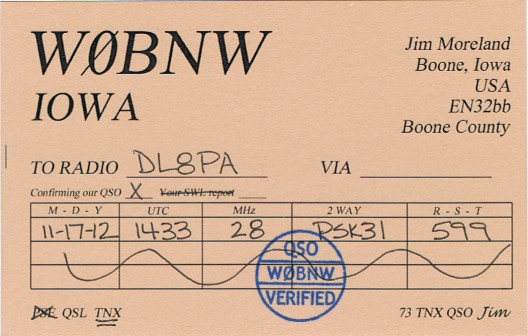 WØBNW
IOWA
Jim Moreland
Boone, Iowa
USA
EN32bb
Boone County
TO RADIO DL8PA VIA
Confirming our QSO X Your SWL report
M - D - Y UTC MHz 2 WAY R - S - T
11-17-12 1433 28 PSK31 599
QSO
WØBNW
VERIFIED
PSE QSL TNX
73 TNX QSO Jim